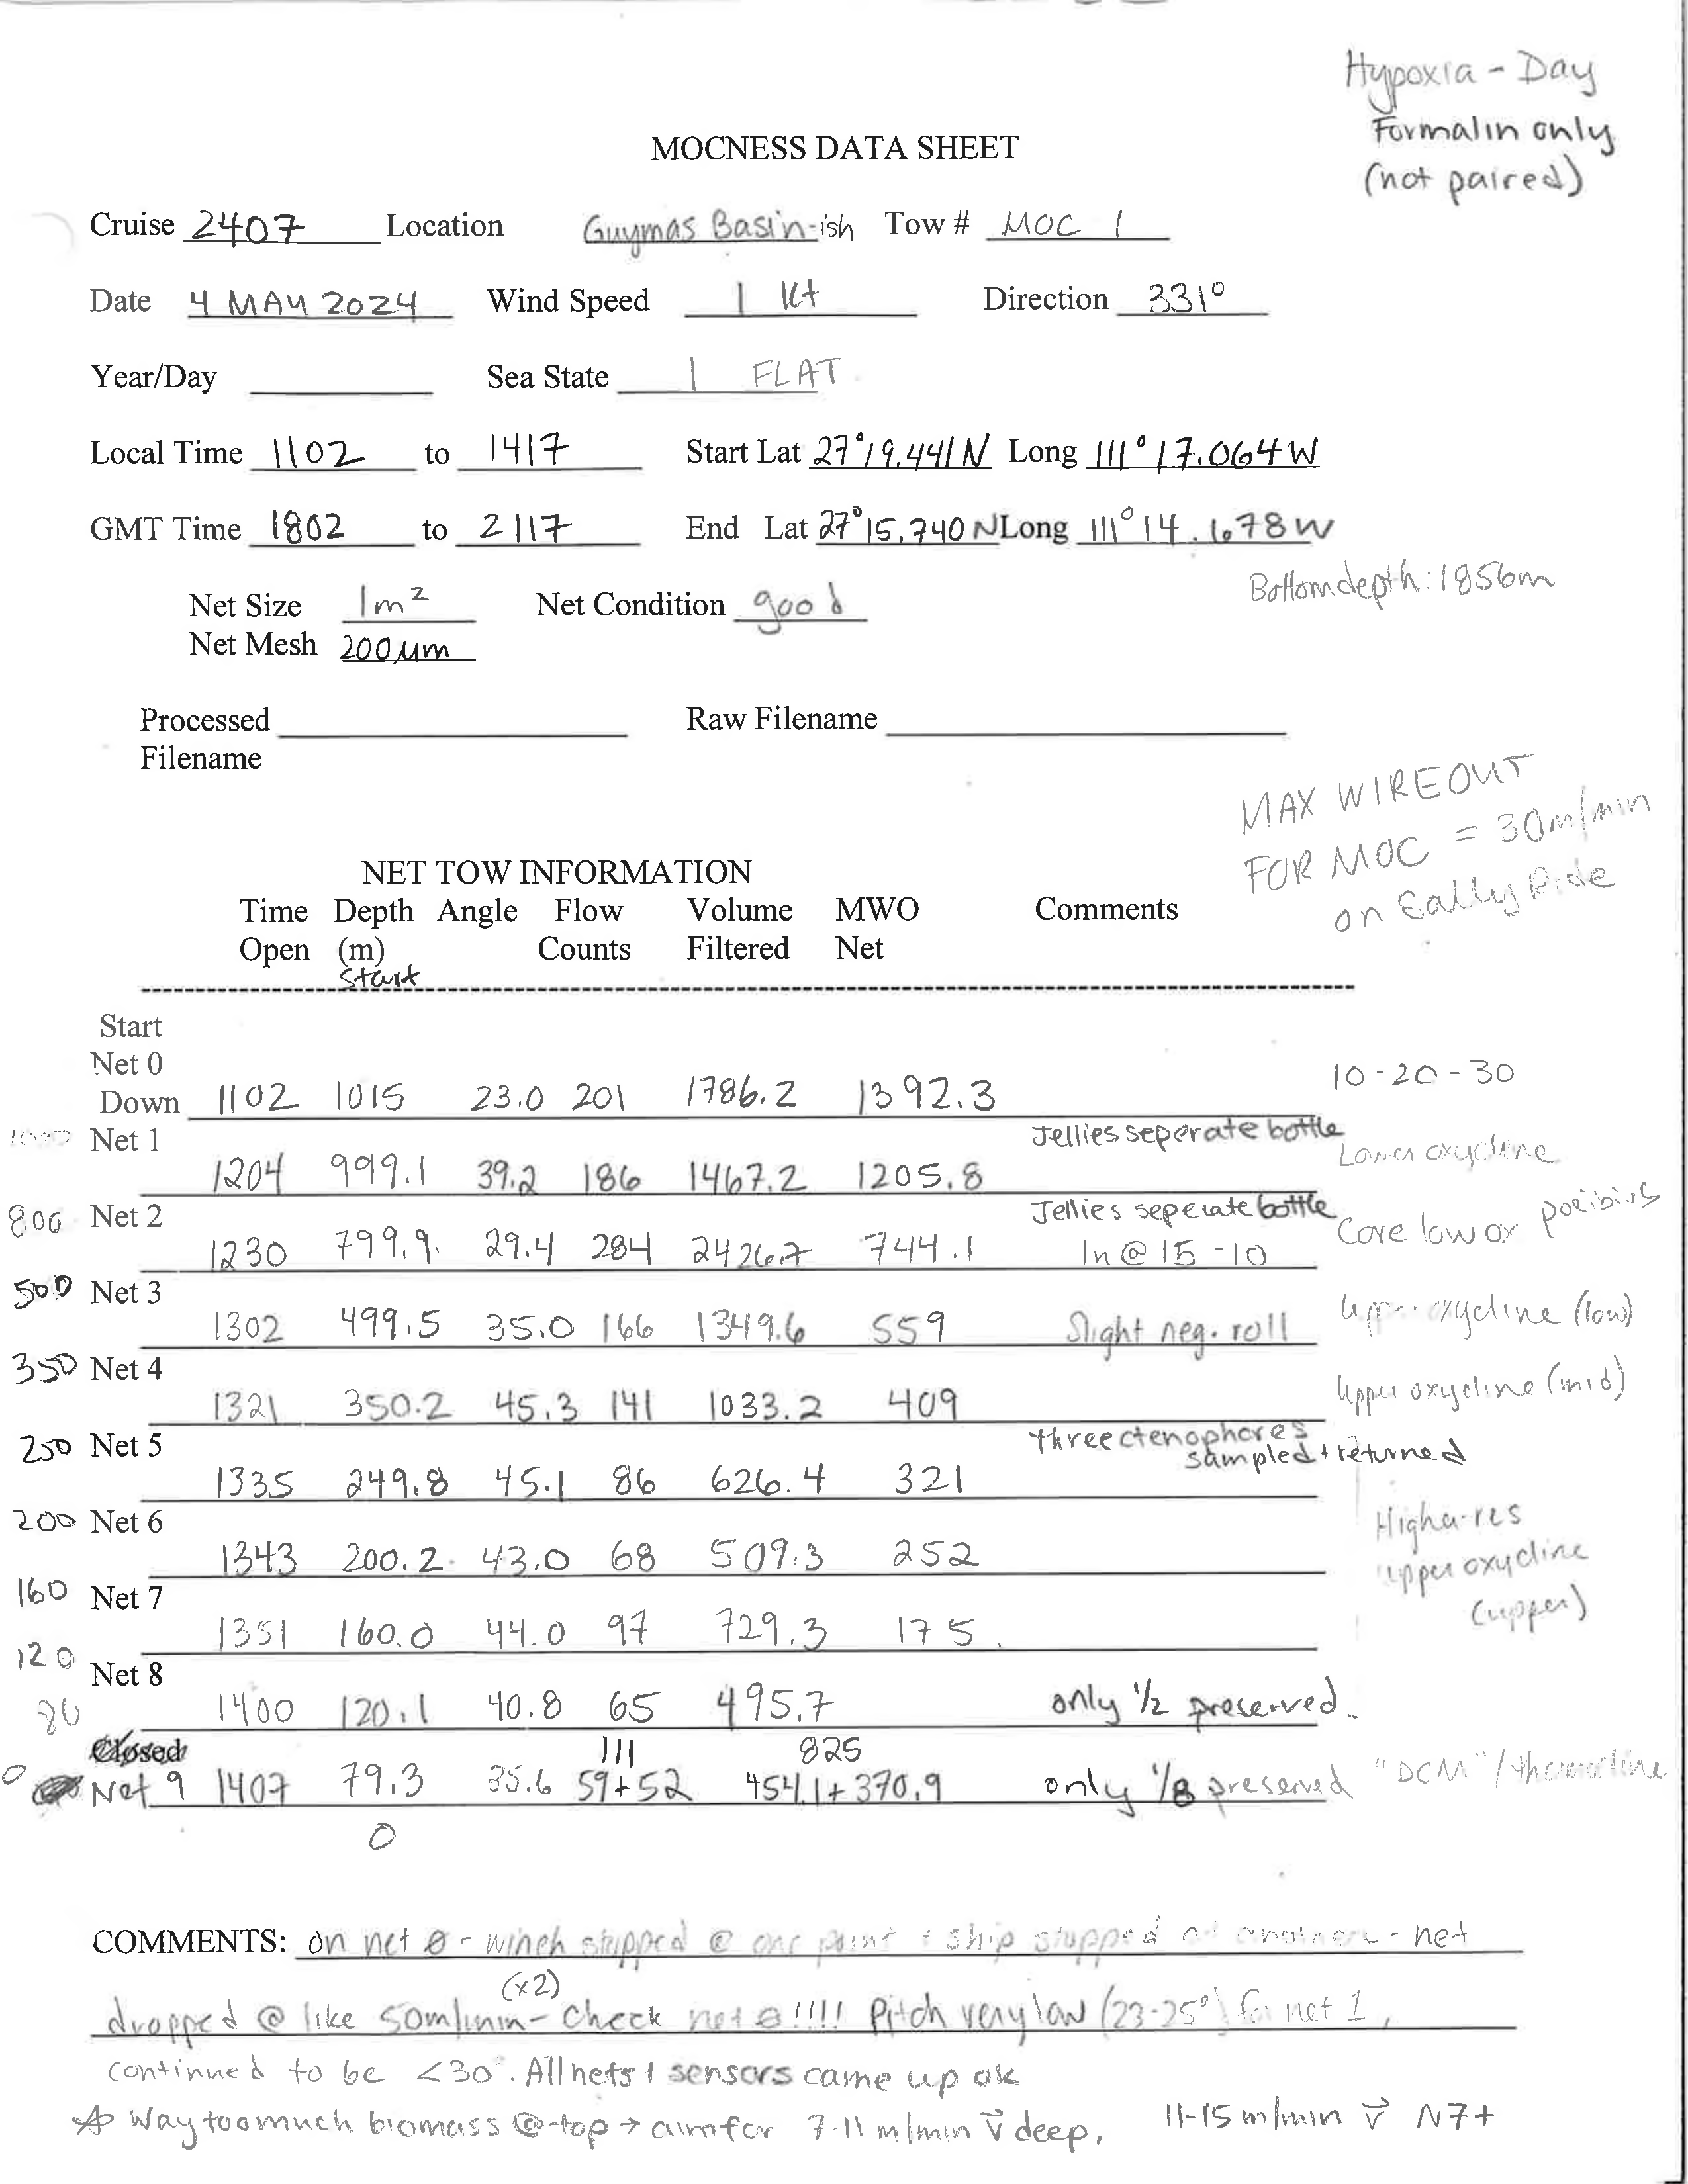 Hypoxia - Day
Formalin only
(not paired)
MOCNESS DATA SHEET
Cruise 2407 Location Guymas Basin-ish Tow # MOC 1
Date 4 MAY 2024 Wind Speed 1 kt Direction 331°
Year/Day Sea State 1 FLAT
Local Time 1102 to 1417 Start Lat 27°19.441N Long 111°17.064W
GMT Time 1802 to 2117 End Lat 27°15.740N Long 111°14.678W
Bottom depth: 1856m
Net Size 1m² Net Condition good
Net Mesh 200µm
Processed Raw Filename
Filename
MAX WIREOUT
FOR MOC = 30m/min
on Sally Ride
NET TOW INFORMATION
Time Depth Angle Flow Volume MWO Comments
Open (m) Counts Filtered Net
Start
Start
Net 0
Down 1102 1015 23.0 201 1786.2 1392.3 10-20-30
1000 Net 1 Jellies seperate bottle Lower oxycline
1204 999.1 39.2 186 1467.2 1205.8
800 Net 2 Jellies seperate bottle Core low ox
1230 799.9 29.4 284 2426.7 744.1 In @ 15-10
500 Net 3 Upper oxycline (low)
1302 499.5 35.0 166 1349.6 559 Slight neg. roll
350 Net 4 Upper oxycline (mid)
1321 350.2 45.3 141 1033.2 409
250 Net 5 three ctenophores
sampled + returned
1335 249.8 45.1 86 626.4 321
200 Net 6 Higher-res
1343 200.2 43.0 68 509.3 252 upper oxycline
160 Net 7 (upper)
1351 160.0 44.0 97 729.3 175
120 Net 8
80 1400 120.1 40.8 65 495.7 only 1/2 preserved.
Closed 111 825
0 Net 9 1407 79.3 35.6 59+52 454.1+370.9 only 1/8 preserved "DCM"/thermocline
0
COMMENTS: On net 0 - winch stopped @ one point + ship stopped at another - net
(x2)
dropped @ like 50m/min - Check net 0!!!! Pitch very low (23-25°) for net 1,
continued to be <30°. All nets + sensors came up ok
☆ Way too much biomass @ top → aim for 7-11 m/min v⃗ deep, 11-15 m/min v⃗ N7+